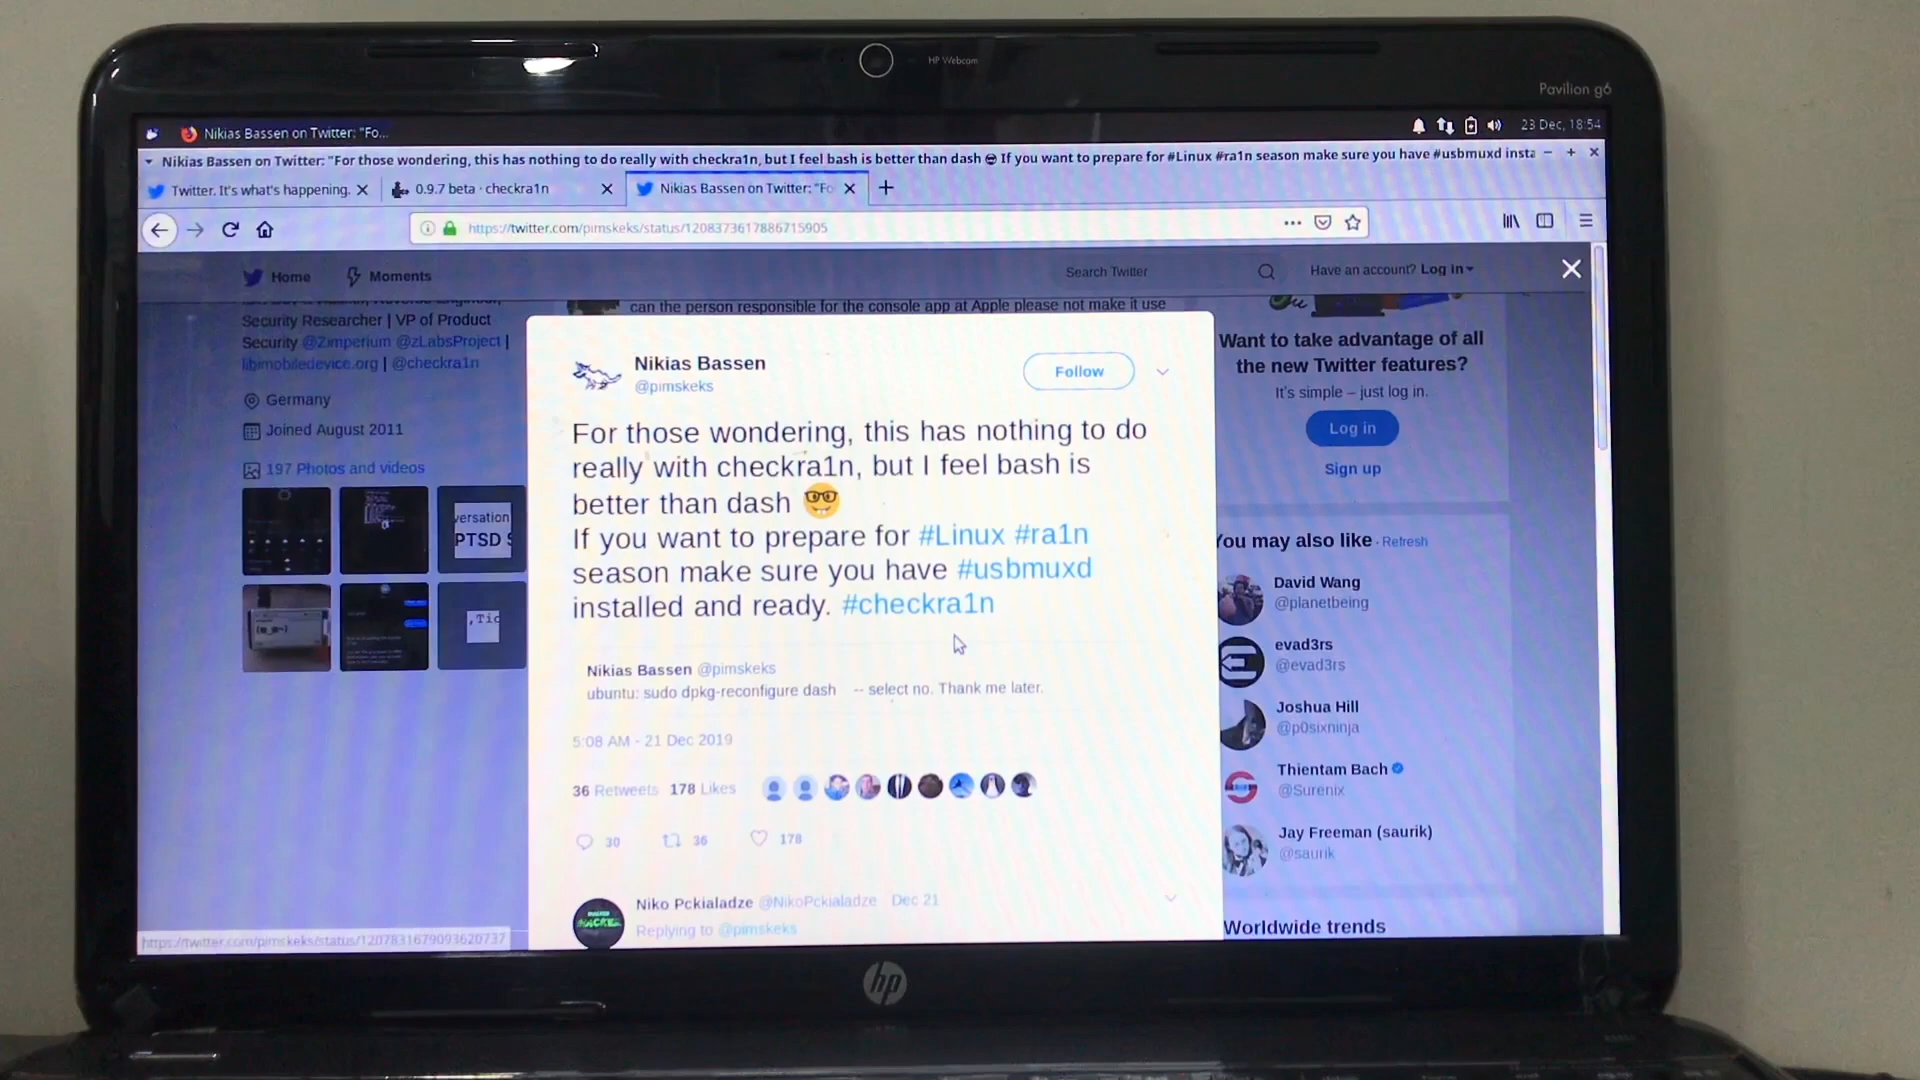 HP Webcam
Pavilion g6
Nikias Bassen on Twitter: "Fo...
23 Dec, 18:54
Nikias Bassen on Twitter: "For those wondering, this has nothing to do really with checkra1n, but I feel bash is better than dash 🤓 If you want to prepare for #Linux #ra1n season make sure you have #usbmuxd insta
Twitter. It's what's happening.
0.9.7 beta · checkra1n
Nikias Bassen on Twitter: "Fo
https://twitter.com/pimskeks/status/1208373617886715905
Home
Moments
Search Twitter
Have an account? Log in
can the person responsible for the console app at Apple please not make it use
Security Researcher | VP of Product
Security @Zimperium @zLabsProject |
libimobiledevice.org | @checkra1n
Germany
Joined August 2011
197 Photos and videos
versation
PTSD S
,Tic
Nikias Bassen
@pimskeks
Follow
For those wondering, this has nothing to do
really with checkra1n, but I feel bash is
better than dash 🤓
If you want to prepare for #Linux #ra1n
season make sure you have #usbmuxd
installed and ready. #checkra1n
Nikias Bassen @pimskeks
ubuntu: sudo dpkg-reconfigure dash -- select no. Thank me later.
5:08 AM - 21 Dec 2019
36 Retweets 178 Likes
30
36
178
Niko Pckialadze @NikoPckialadze Dec 21
Replying to @pimskeks
Want to take advantage of all
the new Twitter features?
It's simple – just log in.
Log in
Sign up
You may also like · Refresh
David Wang
@planetbeing
evad3rs
@evad3rs
Joshua Hill
@p0sixninja
Thientam Bach
@Surenix
Jay Freeman (saurik)
@saurik
Worldwide trends
https://twitter.com/pimskeks/status/1207831679093620737
hp